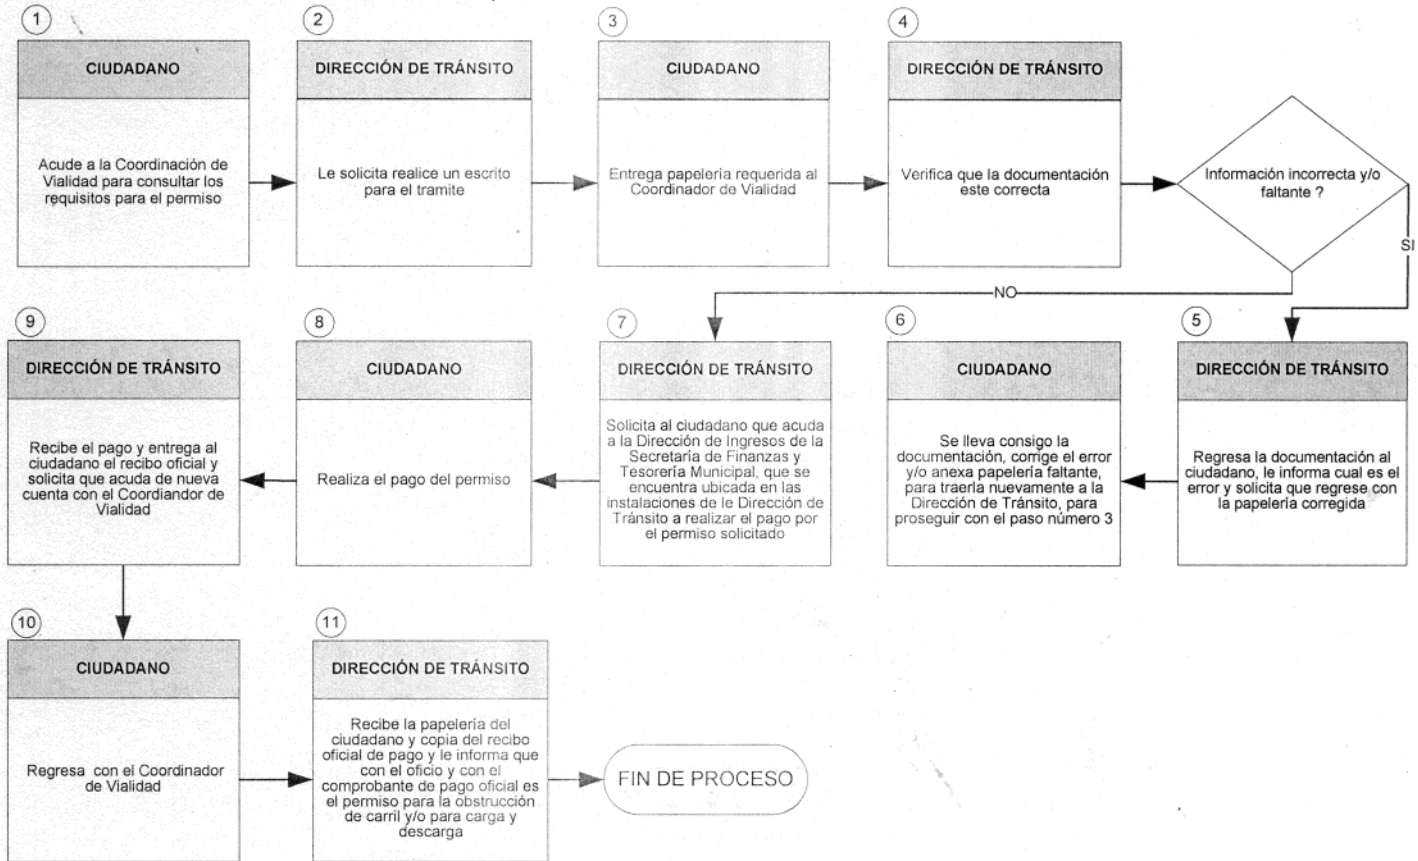 1
CIUDADANO
Acude a la Coordinación de
Vialidad para consultar los
requisitos para el permiso
2
DIRECCIÓN DE TRÁNSITO
Le solicita realice un escrito
para el tramite
3
CIUDADANO
Entrega papelería requerida al
Coordinador de Vialidad
4
DIRECCIÓN DE TRÁNSITO
Verifica que la documentación
este correcta
Información incorrecta y/o
faltante ?
SI
NO
5
DIRECCIÓN DE TRÁNSITO
Regresa la documentación al
ciudadano, le informa cual es el
error y solicita que regrese con
la papelería corregida
6
CIUDADANO
Se lleva consigo la
documentación, corrige el error
y/o anexa papelería faltante,
para traerla nuevamente a la
Dirección de Tránsito, para
proseguir con el paso número 3
7
DIRECCIÓN DE TRÁNSITO
Solicita al ciudadano que acuda
a la Dirección de Ingresos de la
Secretaría de Finanzas y
Tesorería Municipal, que se
encuentra ubicada en las
instalaciones de le Dirección de
Tránsito a realizar el pago por
el permiso solicitado
8
CIUDADANO
Realiza el pago del permiso
9
DIRECCIÓN DE TRÁNSITO
Recibe el pago y entrega al
ciudadano el recibo oficial y
solicita que acuda de nueva
cuenta con el Coordiandor de
Vialidad
10
CIUDADANO
Regresa con el Coordinador
de Vialidad
11
DIRECCIÓN DE TRÁNSITO
Recibe la papelería del
ciudadano y copia del recibo
oficial de pago y le informa que
con el oficio y con el
comprobante de pago oficial es
el permiso para la obstrucción
de carril y/o para carga y
descarga
FIN DE PROCESO